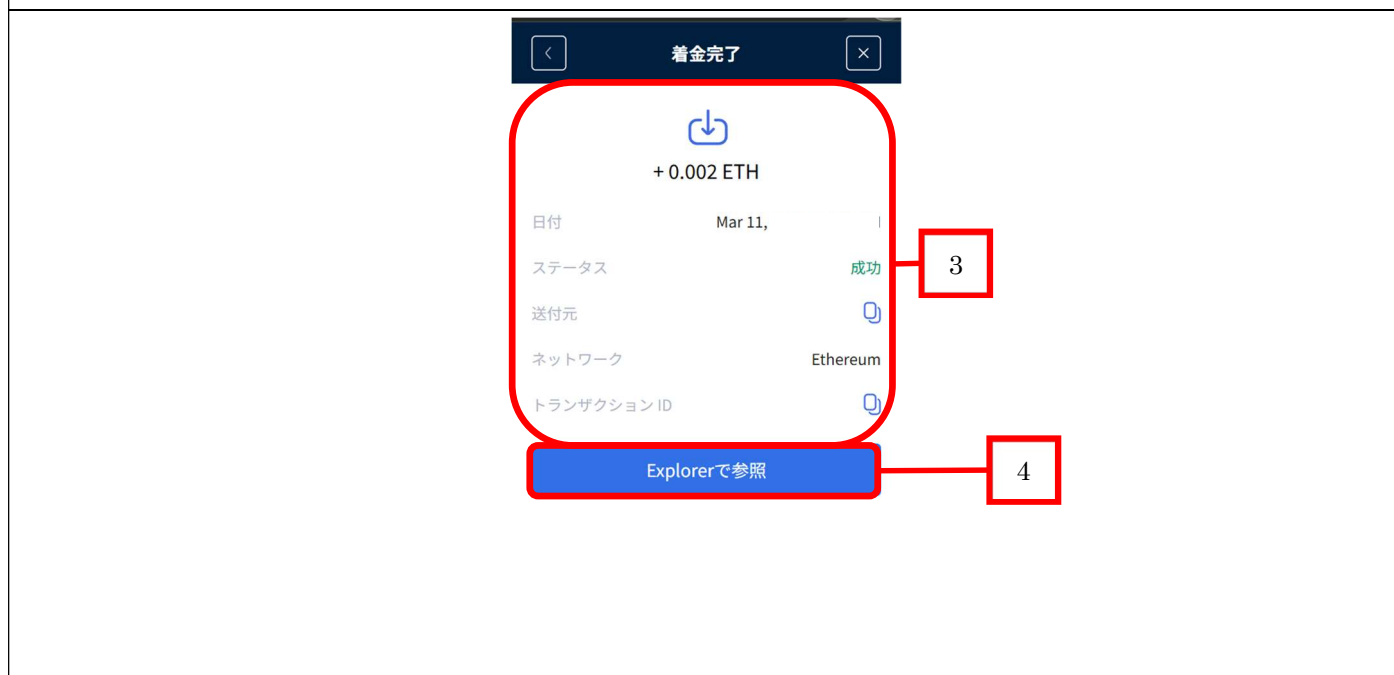 着金完了
+ 0.002 ETH
日付 Mar 11,
ステータス 成功
3
送付元
ネットワーク Ethereum
トランザクション ID
Explorerで参照
4